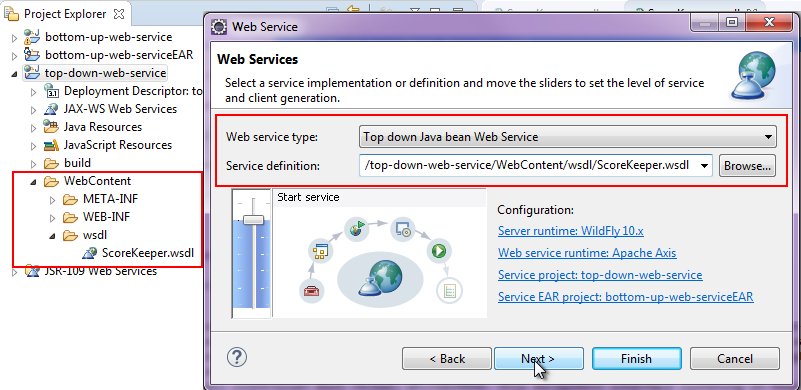 Project Explorer
bottom-up-web-service
bottom-up-web-serviceEAR
top-down-web-service
Deployment Descriptor: to
JAX-WS Web Services
Java Resources
JavaScript Resources
build
WebContent
META-INF
WEB-INF
wsdl
ScoreKeeper.wsdl
JSR-109 Web Services
Web Service
Web Services
Select a service implementation or definition and move the sliders to set the level of service
and client generation.
Web service type: Top down Java bean Web Service
Service definition: /top-down-web-service/WebContent/wsdl/ScoreKeeper.wsdl Browse...
Start service
Configuration:
Server runtime: WildFly 10.x
Web service runtime: Apache Axis
Service project: top-down-web-service
Service EAR project: bottom-up-web-serviceEAR
< Back Next > Finish Cancel